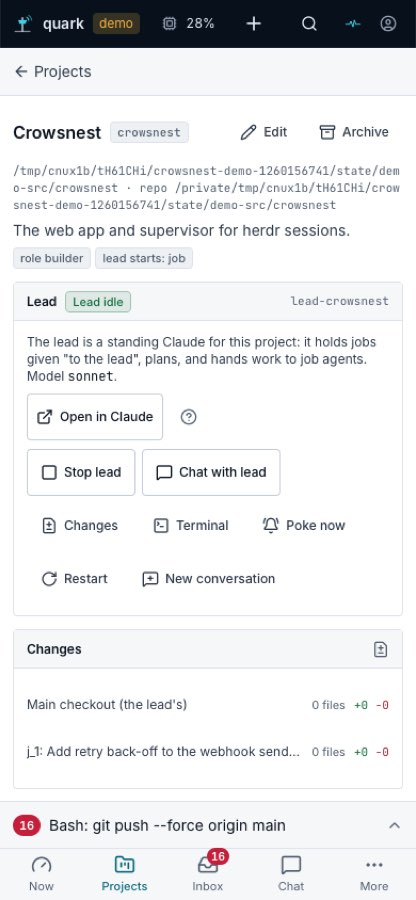 quark demo 28%
Projects
Crowsnest crowsnest Edit Archive
/tmp/cnux1b/tH61CHi/crowsnest-demo-1260156741/state/dem
o-src/crowsnest · repo /private/tmp/cnux1b/tH61CHi/crow
snest-demo-1260156741/state/demo-src/crowsnest
The web app and supervisor for herdr sessions.
role builder lead starts: job
Lead Lead idle lead-crowsnest
The lead is a standing Claude for this project: it holds jobs
given "to the lead", plans, and hands work to job agents.
Model sonnet.
Open in Claude
Stop lead Chat with lead
Changes Terminal Poke now
Restart New conversation
Changes
Main checkout (the lead's) 0 files +0 -0
j_1: Add retry back-off to the webhook send... 0 files +0 -0
16 Bash: git push --force origin main
16
Now Projects Inbox Chat More